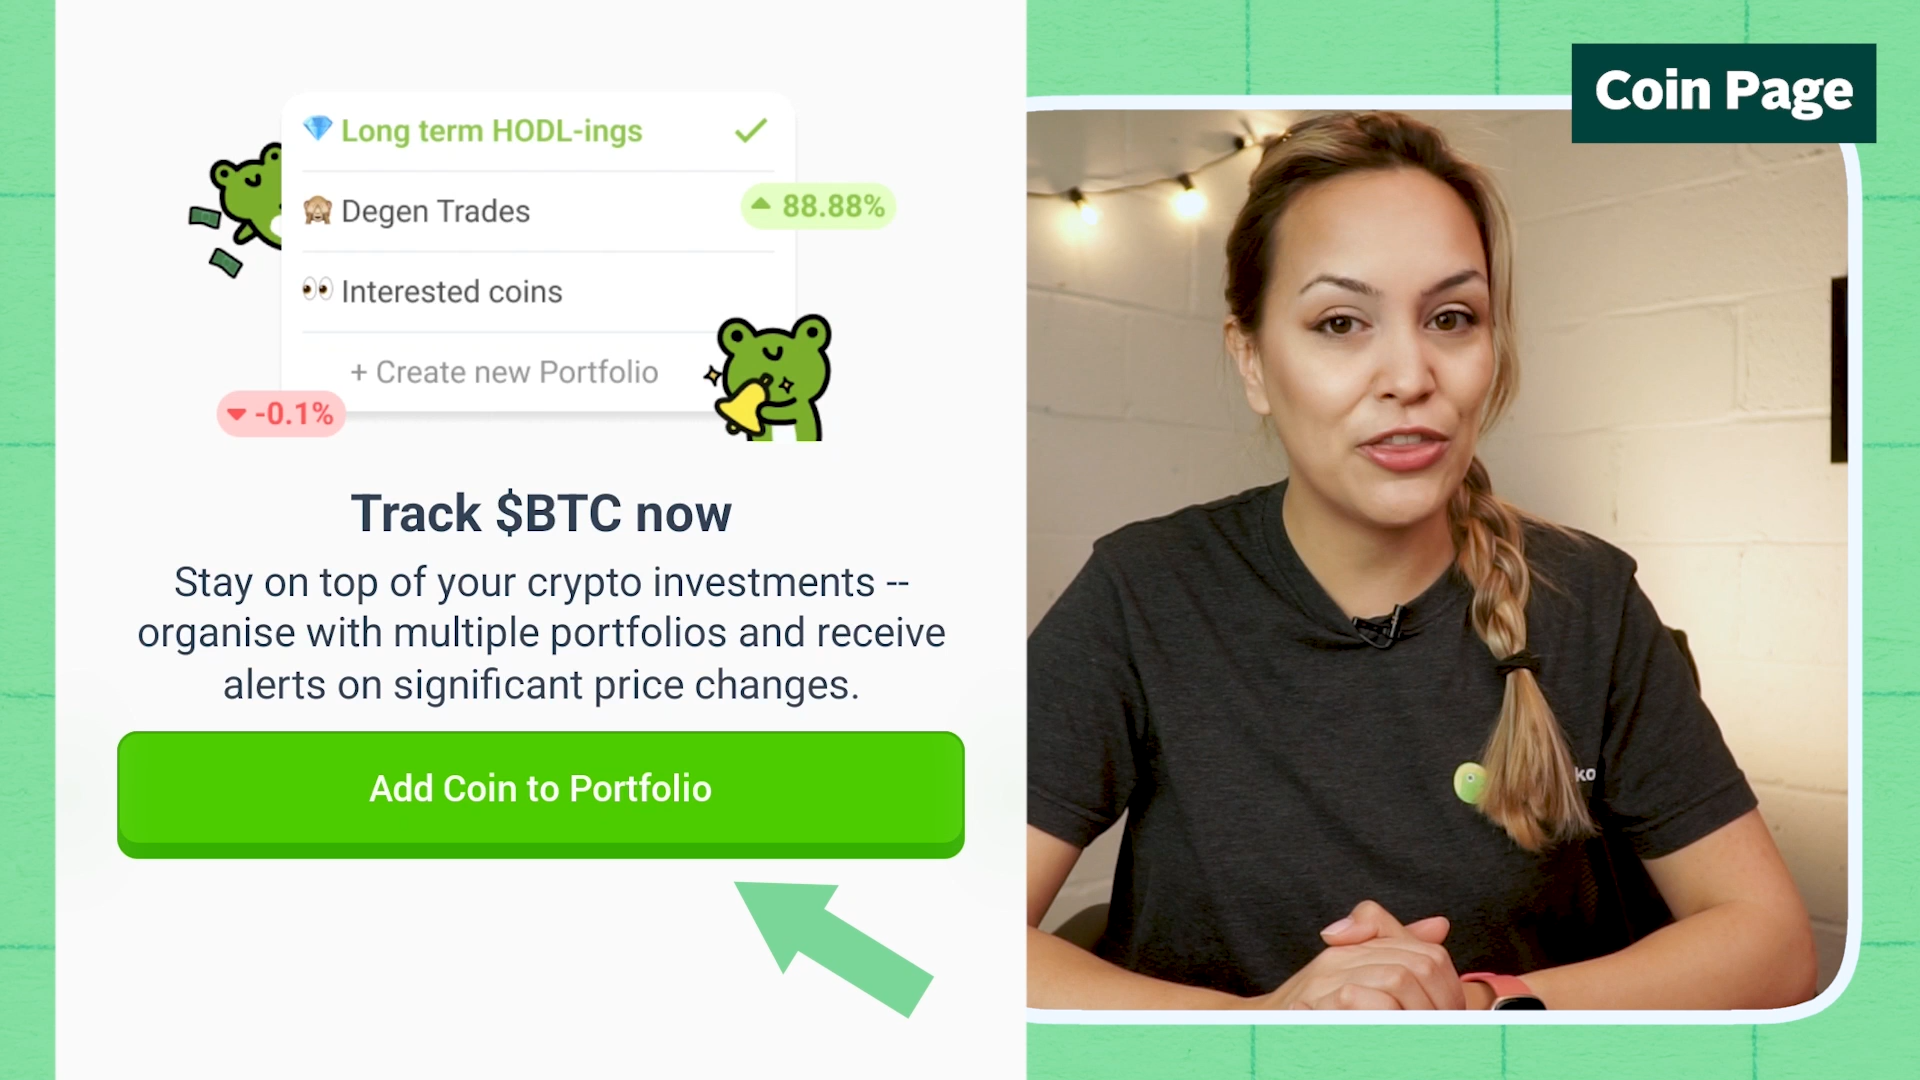 Coin Page
Long term HODL-ings
Degen Trades
88.88%
Interested coins
+ Create new Portfolio
-0.1%
Track $BTC now
Stay on top of your crypto investments --
organise with multiple portfolios and receive
alerts on significant price changes.
Add Coin to Portfolio
ko